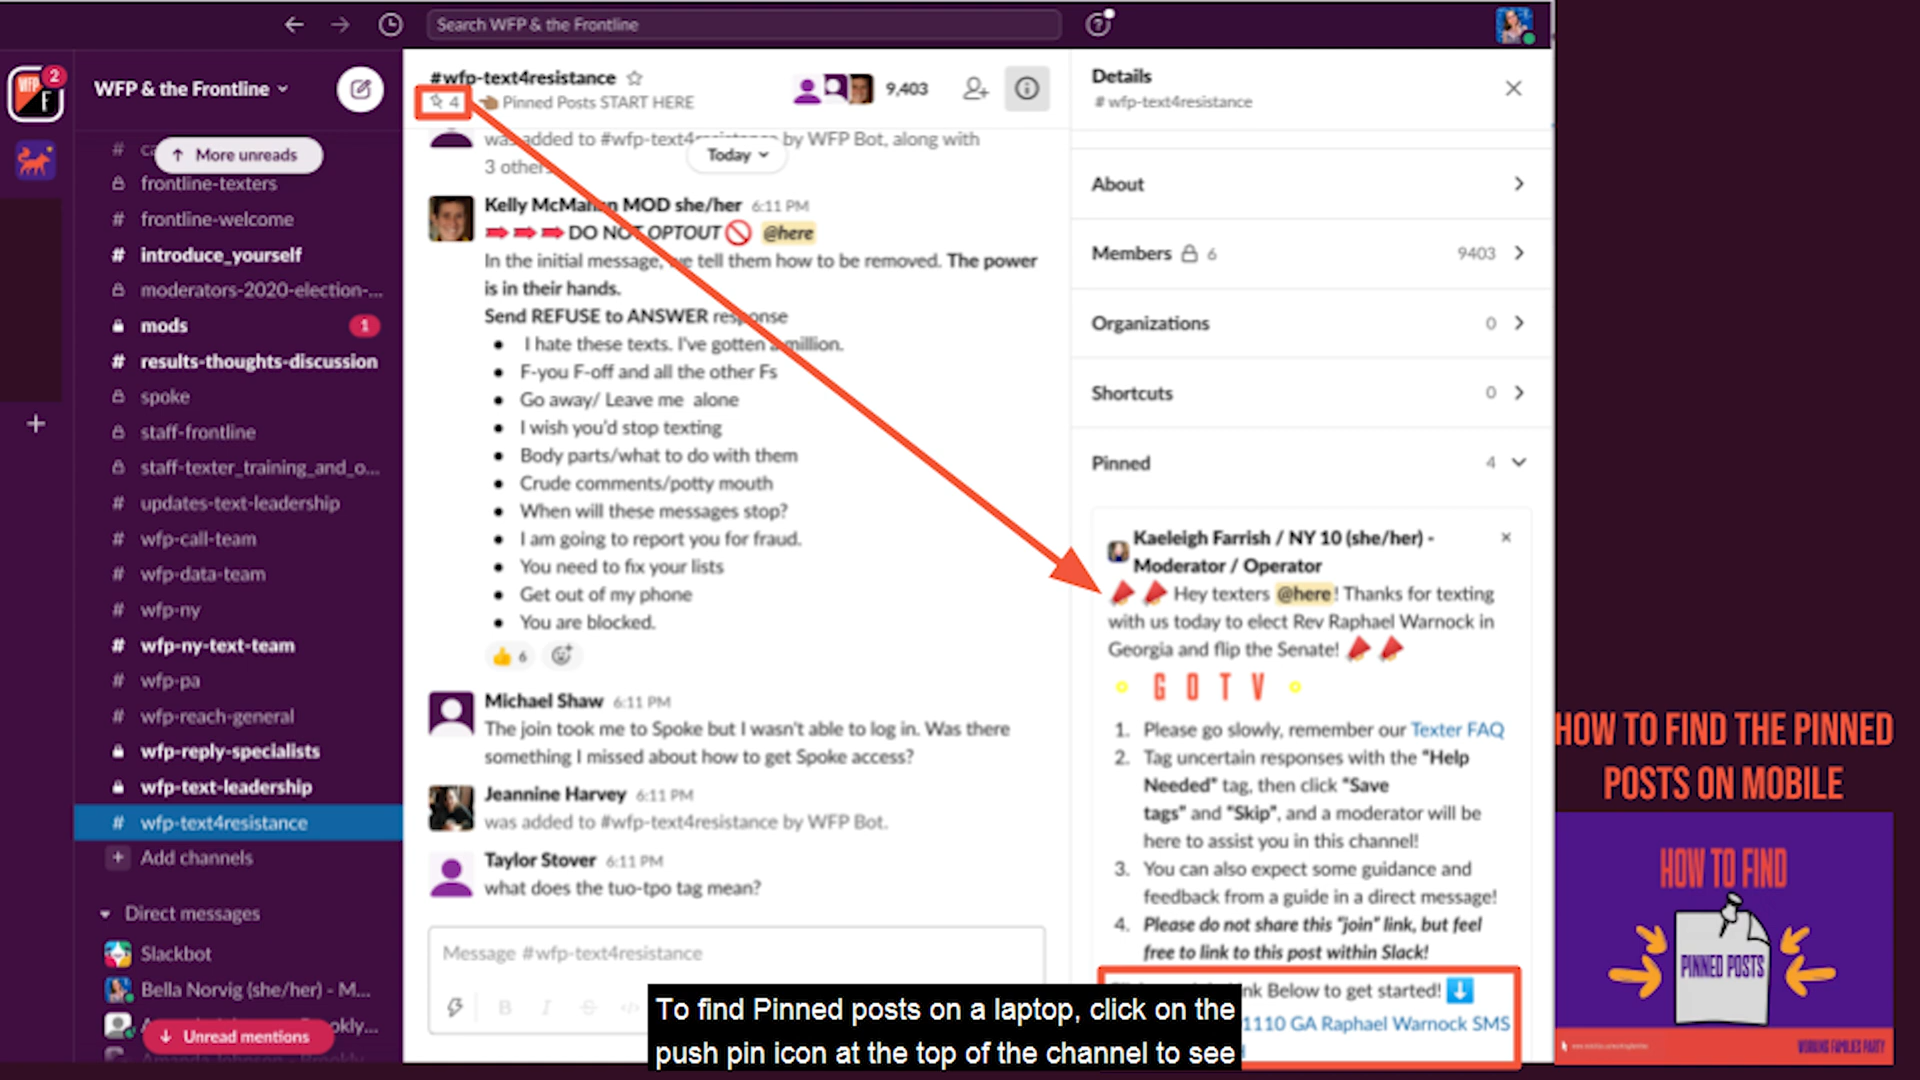 Search WFP & the Frontline
WFP
F
2
WFP & the Frontline
More unreads
frontline-texters
frontline-welcome
introduce_yourself
moderators-2020-election-...
mods
1
results-thoughts-discussion
spoke
staff-frontline
staff-texter_training_and_o...
updates-text-leadership
wfp-call-team
wfp-data-team
wfp-ny
wfp-ny-text-team
wfp-pa
wfp-reach-general
wfp-reply-specialists
wfp-text-leadership
wfp-text4resistance
Add channels
Direct messages
Slackbot
Bella Norvig (she/her) - M...
Unread mentions
#wfp-text4resistance
4
Pinned Posts START HERE
9,403
was added to #wfp-text4resistance by WFP Bot, along with
3 others
Today
Kelly McMahan MOD she/her 6:11 PM
DO NOT OPTOUT @here
In the initial message, we tell them how to be removed. The power
is in their hands.
Send REFUSE to ANSWER response
• I hate these texts. I've gotten a million.
• F-you F-off and all the other Fs
• Go away/ Leave me alone
• I wish you'd stop texting
• Body parts/what to do with them
• Crude comments/potty mouth
• When will these messages stop?
• I am going to report you for fraud.
• You need to fix your lists
• Get out of my phone
• You are blocked.
6
Michael Shaw 6:11 PM
The join took me to Spoke but I wasn't able to log in. Was there
something I missed about how to get Spoke access?
Jeannine Harvey 6:11 PM
was added to #wfp-text4resistance by WFP Bot.
Taylor Stover 6:11 PM
what does the tuo-tpo tag mean?
Message #wfp-text4resistance
B I S </>
Details
# wfp-text4resistance
About
Members 6 9403
Organizations 0
Shortcuts 0
Pinned 4
Kaeleigh Farrish / NY 10 (she/her) -
Moderator / Operator
Hey texters @here! Thanks for texting
with us today to elect Rev Raphael Warnock in
Georgia and flip the Senate!
G O T V
1. Please go slowly, remember our Texter FAQ
2. Tag uncertain responses with the "Help
Needed" tag, then click "Save
tags" and "Skip", and a moderator will be
here to assist you in this channel!
3. You can also expect some guidance and
feedback from a guide in a direct message!
4. Please do not share this "join" link, but feel
free to link to this post within Slack!
Below to get started!
1110 GA Raphael Warnock SMS
To find Pinned posts on a laptop, click on the
push pin icon at the top of the channel to see
HOW TO FIND THE PINNED
POSTS ON MOBILE
HOW TO FIND
PINNED POSTS
WORKING FAMILIES PARTY